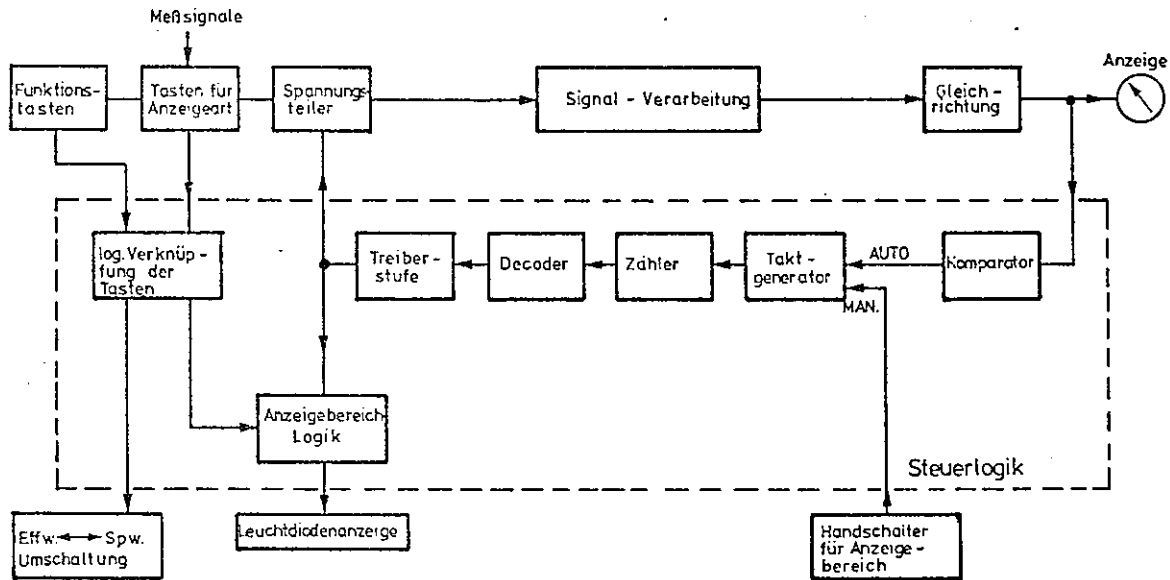 Meßsignale
Funktions-
tasten
Tasten für
Anzeigeart
Spannungs-
teiler
Signal - Verarbeitung
Gleich-
richtung
Anzeige
log. Verknüp-
fung der
Tasten
Treiber-
stufe
Decoder
Zähler
Takt-
generator
AUTO
MAN.
Komparator
Anzeigebereich
Logik
Steuerlogik
Effw. ↔ Spw.
Umschaltung
Leuchtdiodenanzeige
Handschalter
für Anzeige-
bereich